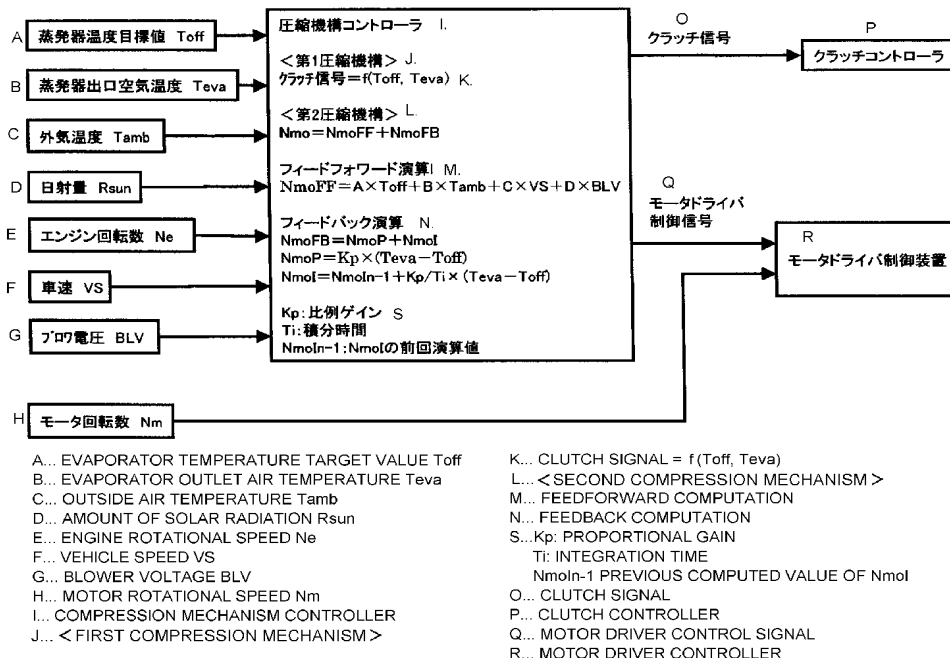 A 蒸発器温度目標値 Toff
B 蒸発器出口空気温度 Teva
C 外気温度 Tamb
D 日射量 Rsun
E エンジン回転数 Ne
F 車速 VS
G ブロワ電圧 BLV
H モータ回転数 Nm
圧縮機構コントローラ I.
<第1圧縮機構> J.
クラッチ信号=f(Toff, Teva) K.
<第2圧縮機構> L.
Nmo=NmoFF+NmoFB
フィードフォワード演算I M.
NmoFF=A×Toff+B×Tamb+C×VS+D×BLV
フィードバック演算 N.
NmoFB=NmoP+NmoI
NmoP=Kp×(Teva-Toff)
NmoI=NmoIn-1+Kp/Ti×(Teva-Toff)
Kp:比例ゲイン S
Ti:積分時間
NmoIn-1:NmoIの前回演算値
O
クラッチ信号
P
クラッチコントローラ
Q
モータドライバ
制御信号
R
モータドライバ制御装置
A... EVAPORATOR TEMPERATURE TARGET VALUE Toff
B... EVAPORATOR OUTLET AIR TEMPERATURE Teva
C... OUTSIDE AIR TEMPERATURE Tamb
D... AMOUNT OF SOLAR RADIATION Rsun
E... ENGINE ROTATIONAL SPEED Ne
F... VEHICLE SPEED VS
G... BLOWER VOLTAGE BLV
H... MOTOR ROTATIONAL SPEED Nm
I... COMPRESSION MECHANISM CONTROLLER
J... <FIRST COMPRESSION MECHANISM>
K... CLUTCH SIGNAL = f (Toff, Teva)
L... <SECOND COMPRESSION MECHANISM>
M... FEEDFORWARD COMPUTATION
N... FEEDBACK COMPUTATION
S...Kp: PROPORTIONAL GAIN
Ti: INTEGRATION TIME
NmoIn-1 PREVIOUS COMPUTED VALUE OF NmoI
O... CLUTCH SIGNAL
P... CLUTCH CONTROLLER
Q... MOTOR DRIVER CONTROL SIGNAL
R... MOTOR DRIVER CONTROLLER